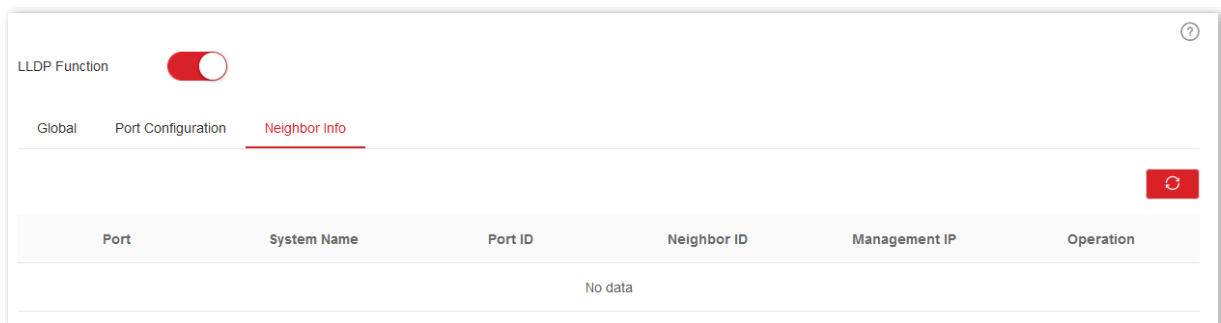 ?
LLDP Function
Global Port Configuration Neighbor Info
Port System Name Port ID Neighbor ID Management IP Operation
No data